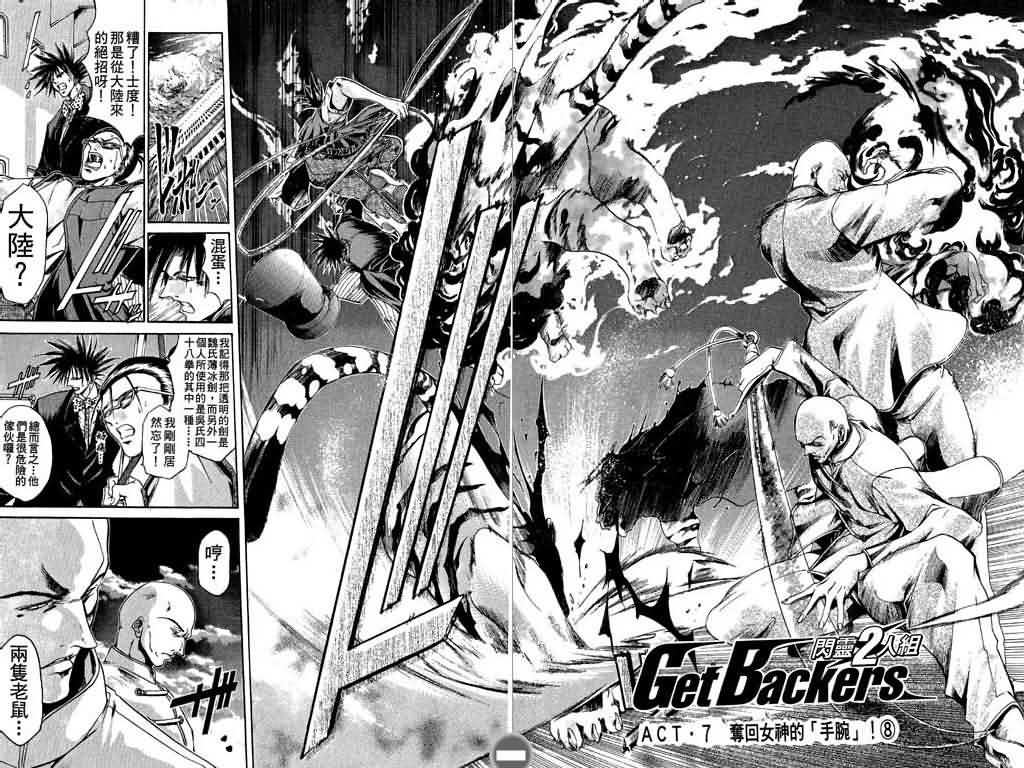 閃靈2人組
GetBackers
ACT・7 奪回女神的「手腕」！⑧
糟了！士度！
那是從大陸來
的絕招呀！
大陸？
混蛋…
我記得那把透明的劍是
魏氏薄冰劍，而另外一
個人所使用的是吳氏四
十八拳的其中一種……
我剛剛居
然忘了！
總而言之…他
們是很危險的
傢伙囉？
哼…
兩隻老鼠…